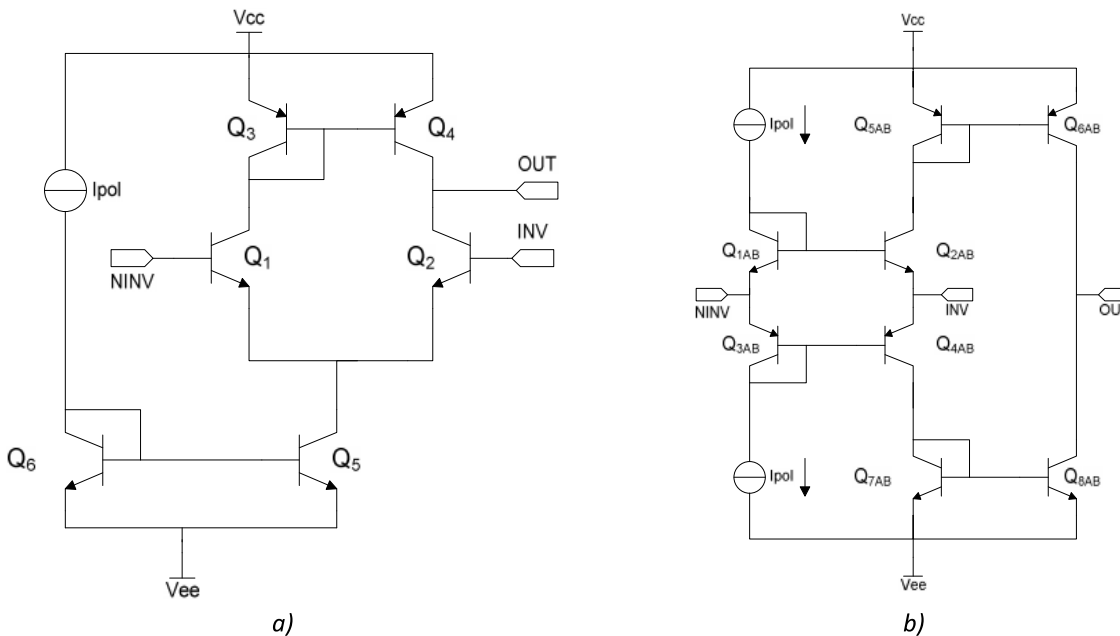 Vcc
Q3
Q4
OUT
Ipol
INV
Q1
Q2
NINV
Q6
Q5
Vee
a)
Vcc
Ipol
Q5AB
Q6AB
Q1AB
Q2AB
NINV
INV
OU
Q3AB
Q4AB
Ipol
Q7AB
Q8AB
Vee
b)